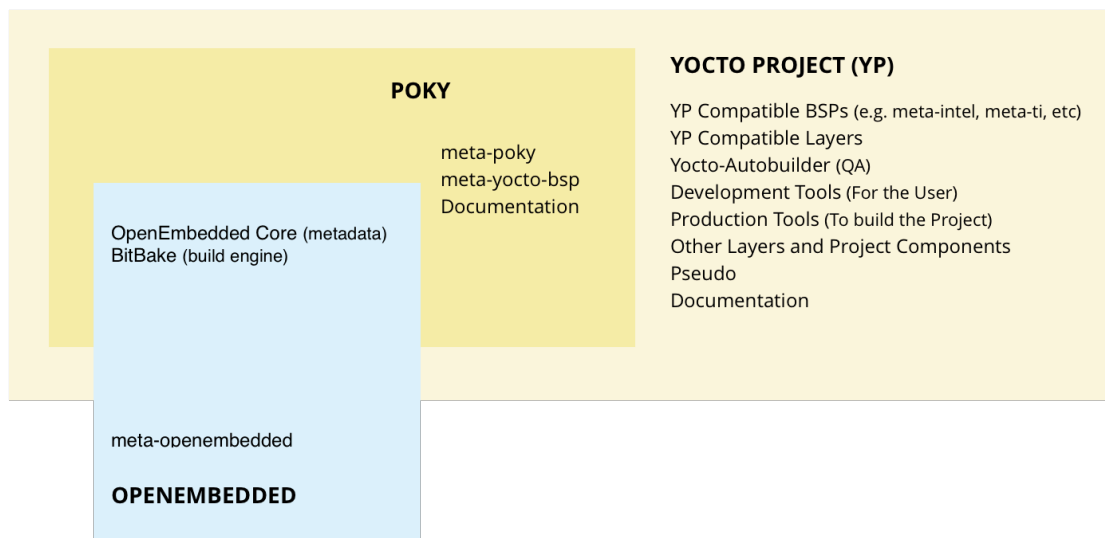 POKY
meta-poky
meta-yocto-bsp
Documentation
OpenEmbedded Core (metadata)
BitBake (build engine)
meta-openembedded
OPENEMBEDDED
YOCTO PROJECT (YP)
YP Compatible BSPs (e.g. meta-intel, meta-ti, etc)
YP Compatible Layers
Yocto-Autobuilder (QA)
Development Tools (For the User)
Production Tools (To build the Project)
Other Layers and Project Components
Pseudo
Documentation